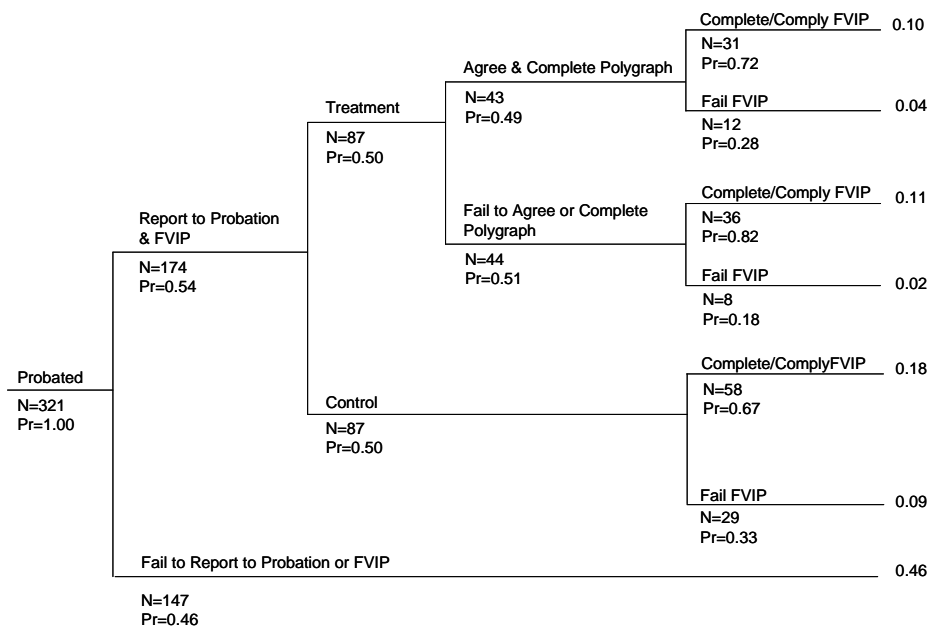 Complete/Comply FVIP
0.10
N=31
Pr=0.72
Agree & Complete Polygraph
N=43
Pr=0.49
Fail FVIP
0.04
N=12
Pr=0.28
Treatment
N=87
Pr=0.50
Complete/Comply FVIP
0.11
N=36
Pr=0.82
Fail to Agree or Complete
Polygraph
N=44
Pr=0.51
Fail FVIP
0.02
N=8
Pr=0.18
Report to Probation
& FVIP
N=174
Pr=0.54
Complete/ComplyFVIP
0.18
N=58
Pr=0.67
Probated
N=321
Pr=1.00
Control
N=87
Pr=0.50
Fail FVIP
0.09
N=29
Pr=0.33
Fail to Report to Probation or FVIP
0.46
N=147
Pr=0.46